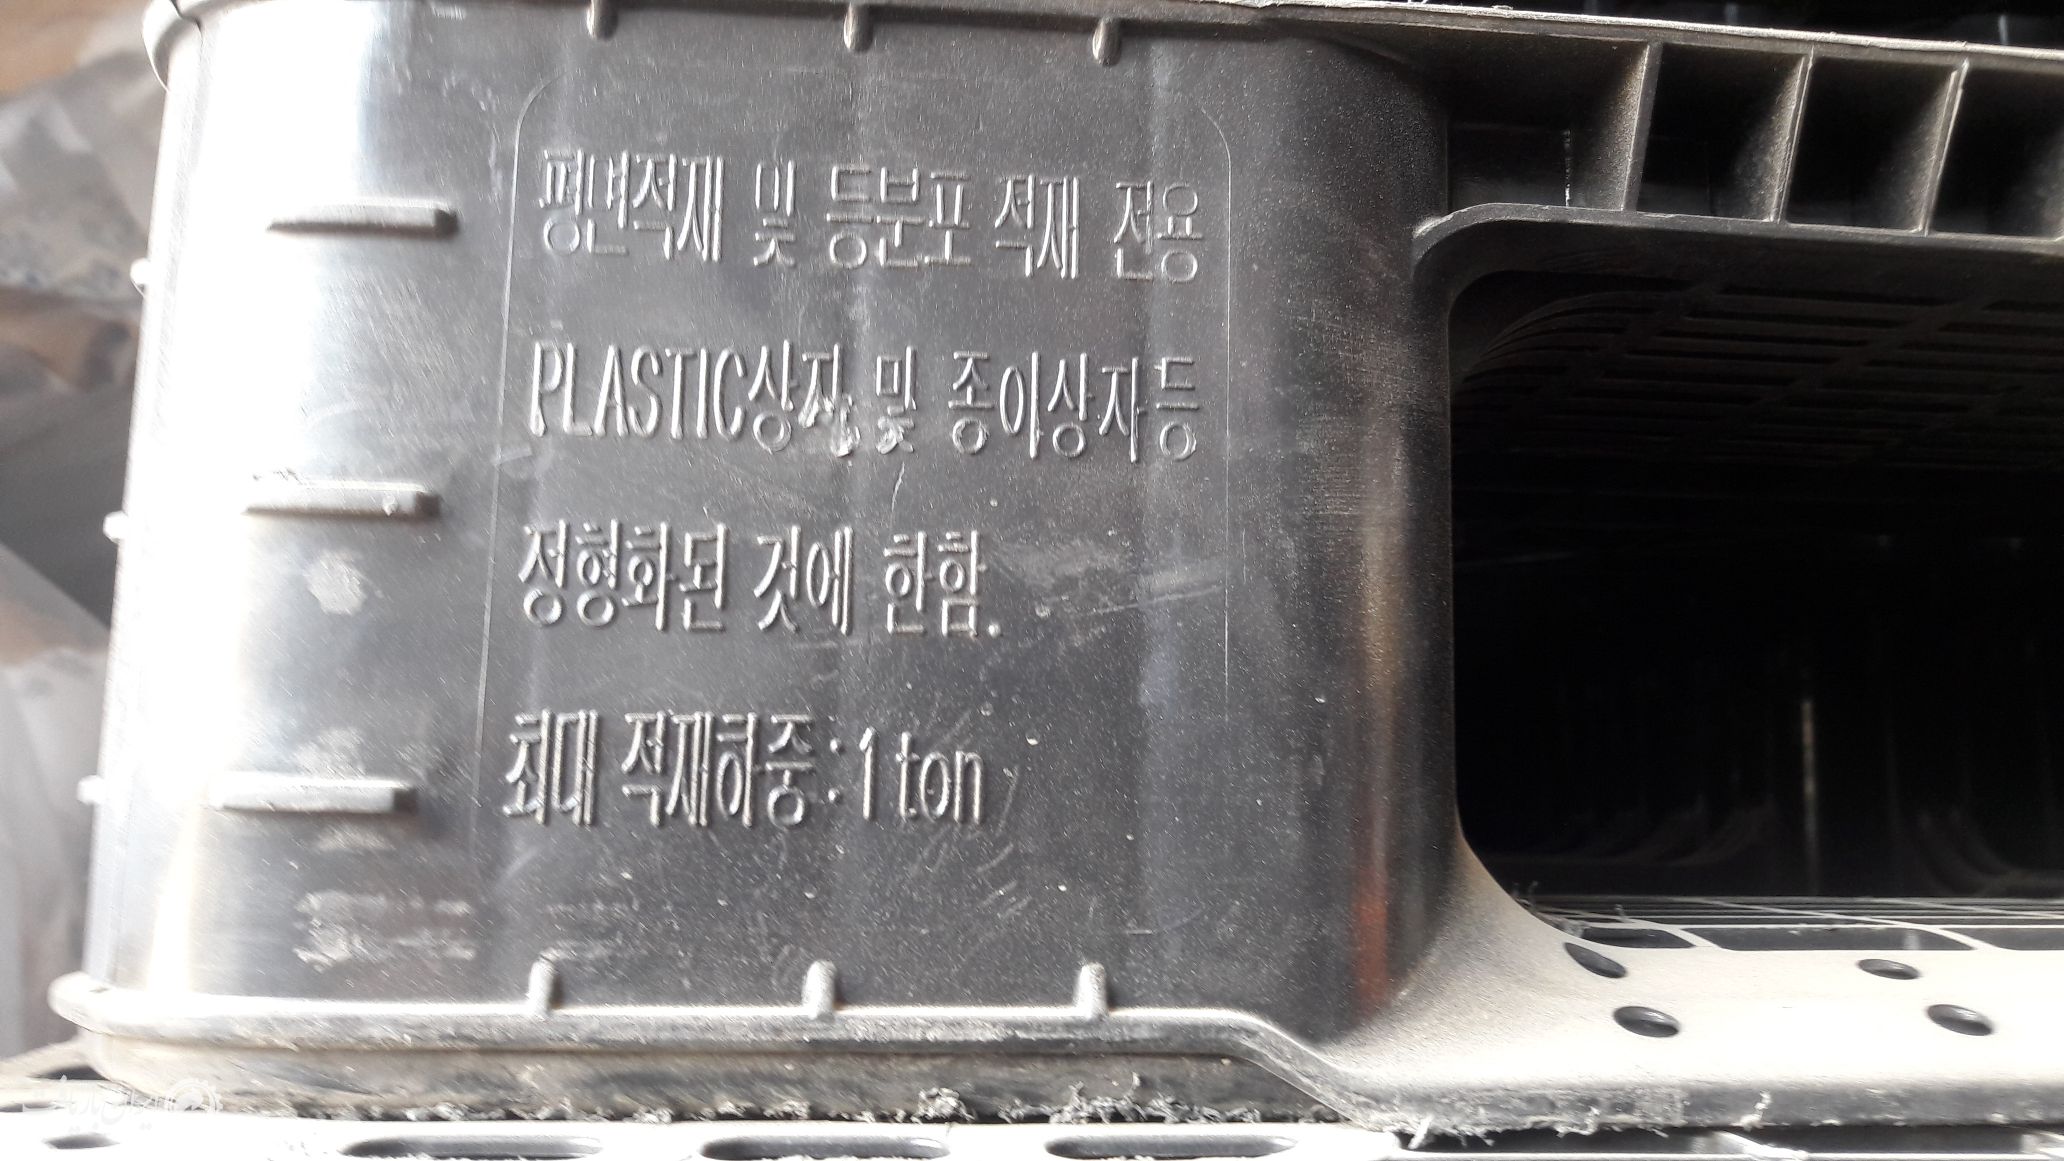 평면적재 및 등분포 적재 전용
PLASTIC상자 및 종이상자 등
정형화된 것에 한함.
최대 적재하중 : 1 ton